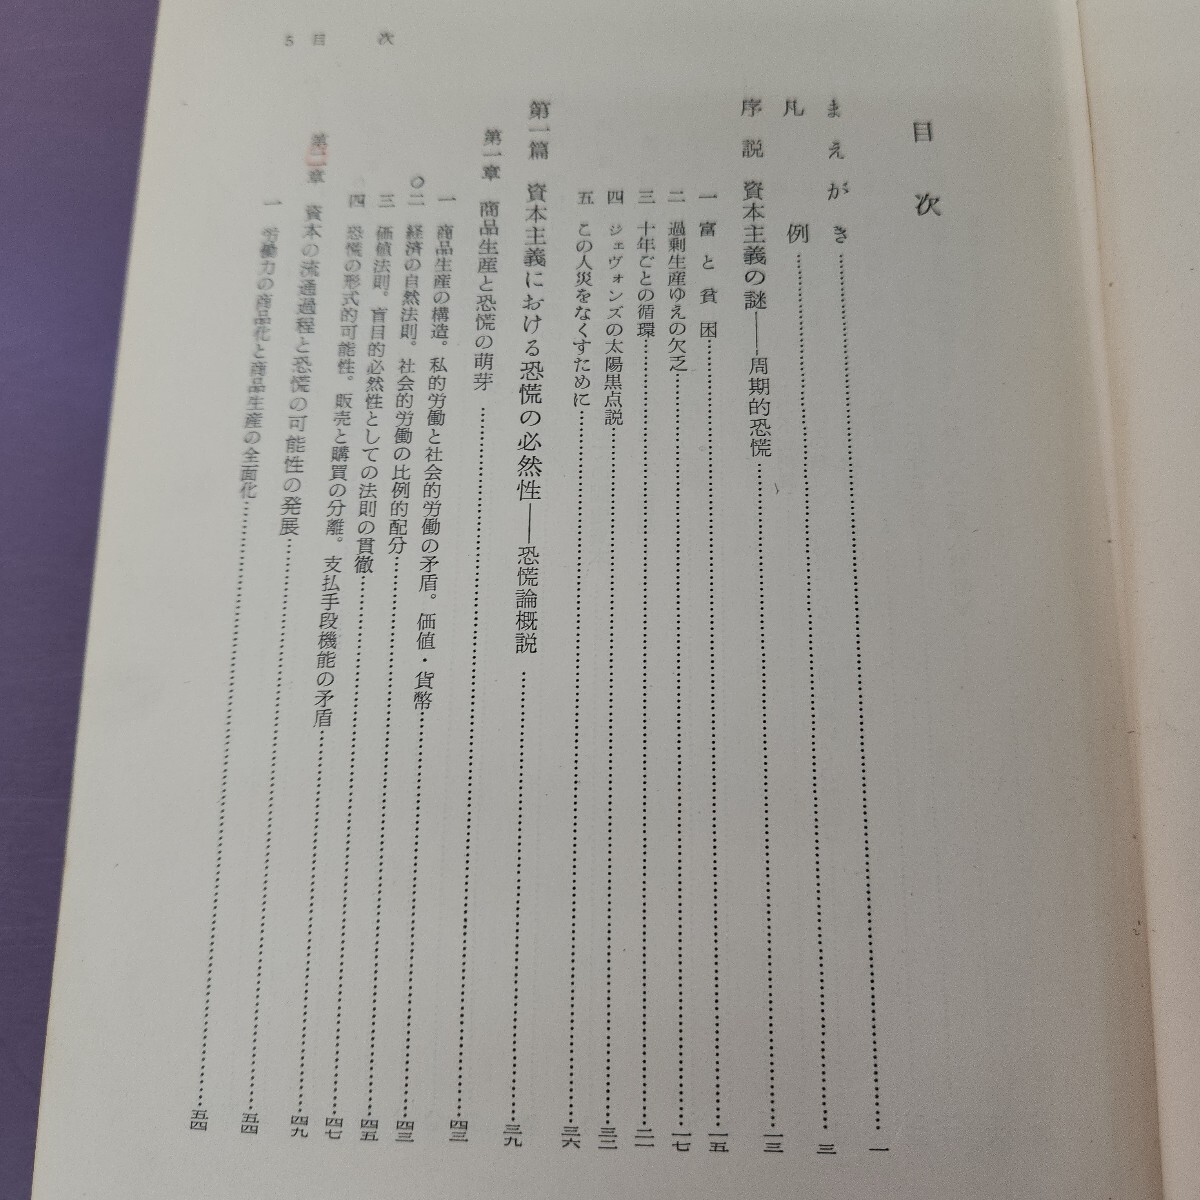 5 目 次
目 次
まえがき……一
凡 例……三
序 説 資本主義の謎——周期的恐慌……一三
一 富と貧困……一五
二 過剰生産ゆえの欠乏……一七
三 十年ごとの循環……二一
四 ジェヴォンズの太陽黒点説……三二
五 この人災をなくすために……三六
第一篇 資本主義における恐慌の必然性——恐慌論概説……三九
第一章 商品生産と恐慌の萌芽……四三
一 商品生産の構造。私的労働と社会的労働の矛盾。価値・貨幣……四三
○二 経済の自然法則。社会的労働の比例的配分……四五
三 価値法則。盲目的必然性としての法則の貫徹……四七
四 恐慌の形式的可能性。販売と購買の分離。支払手段機能の矛盾……四九
第二章 資本の流通過程と恐慌の可能性の発展……五四
一 労働力の商品化と商品生産の全面化……五四